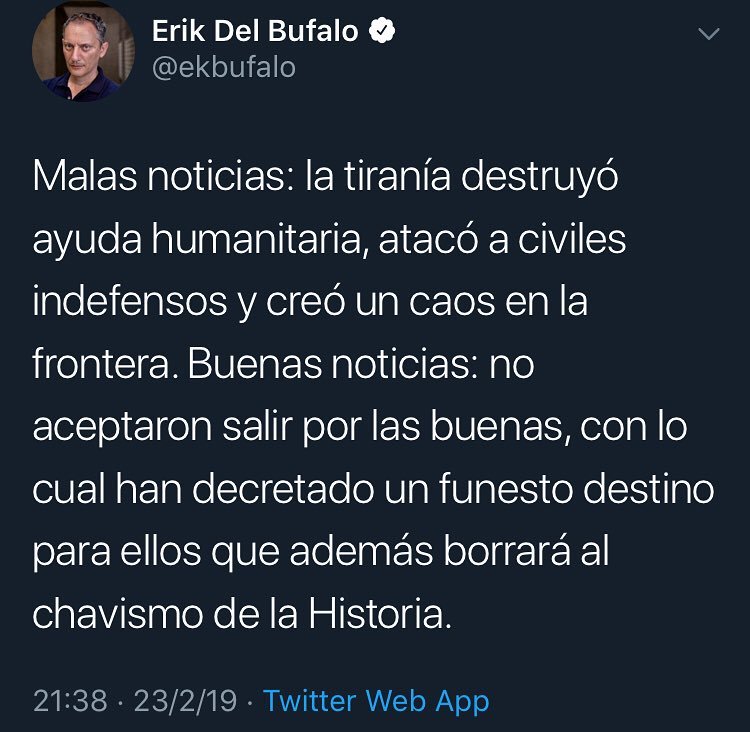 Erik Del Bufalo
@ekbufalo
Malas noticias: la tiranía destruyó
ayuda humanitaria, atacó a civiles
indefensos y creó un caos en la
frontera. Buenas noticias: no
aceptaron salir por las buenas, con lo
cual han decretado un funesto destino
para ellos que además borrará al
chavismo de la Historia.
21:38 · 23/2/19 · Twitter Web App